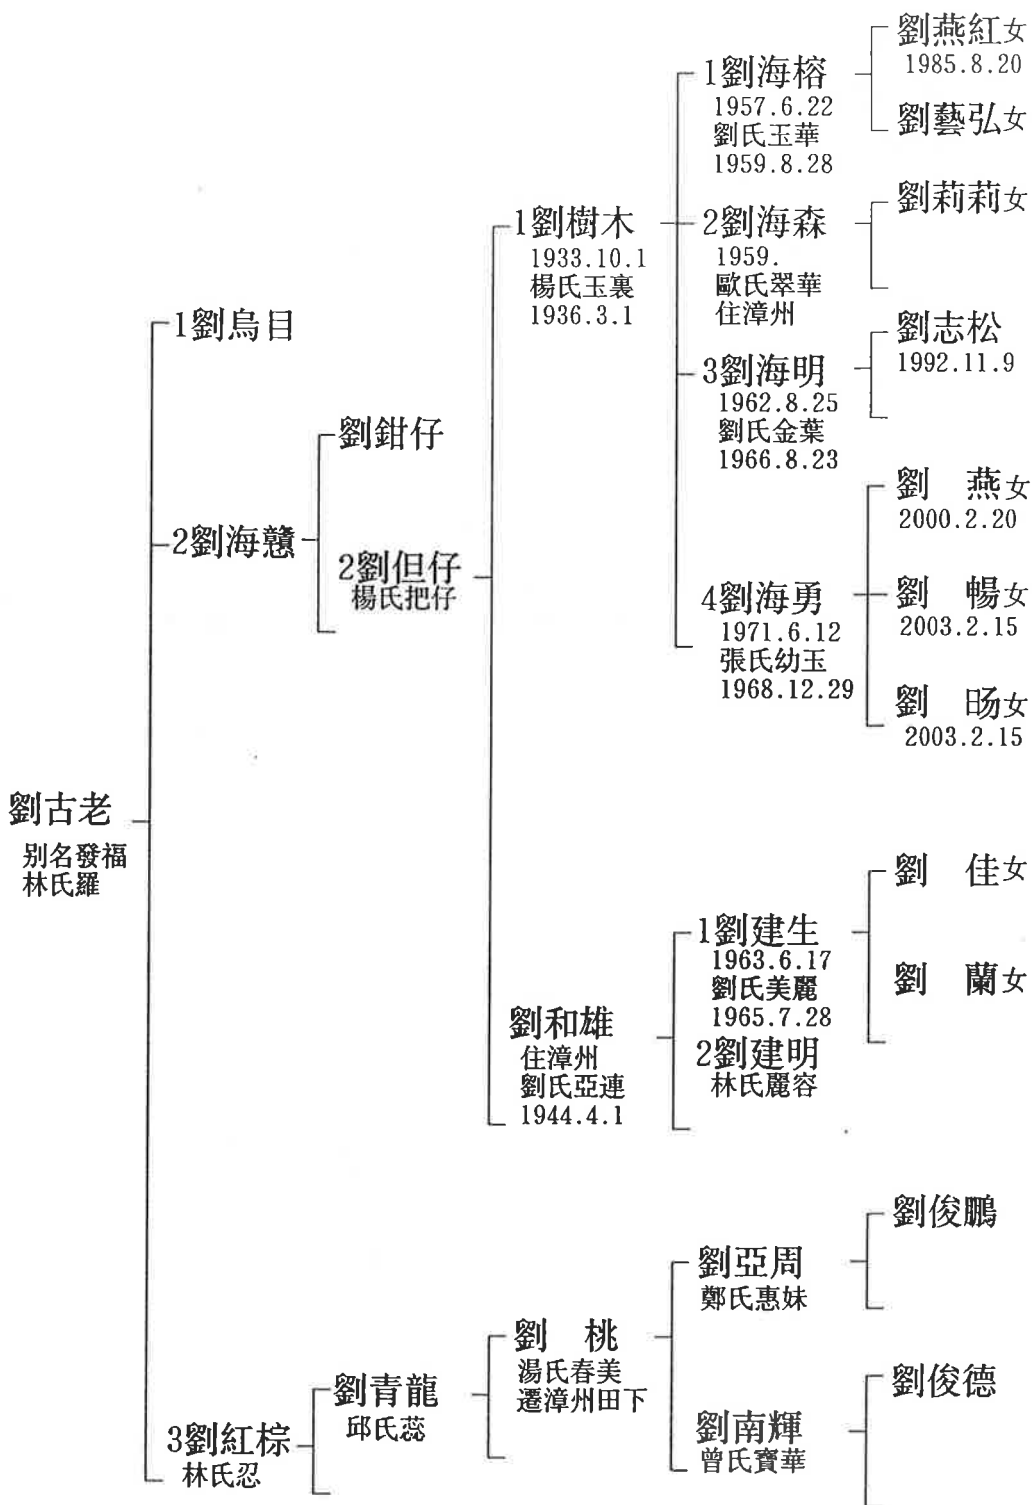 劉古老
别名發福
林氏羅
1劉烏目
2劉海戇
3劉紅棕
林氏忍
劉鉗仔
2劉但仔
楊氏把仔
劉青龍
邱氏蕊
1劉樹木
1933.10.1
楊氏玉裏
1936.3.1
劉和雄
住漳州
劉氏亞連
1944.4.1
劉　桃
湯氏春美
遷漳州田下
1劉海榕
1957.6.22
劉氏玉華
1959.8.28
2劉海森
1959.
歐氏翠華
住漳州
3劉海明
1962.8.25
劉氏金葉
1966.8.23
4劉海勇
1971.6.12
張氏幼玉
1968.12.29
1劉建生
1963.6.17
劉氏美麗
1965.7.28
2劉建明
林氏麗容
劉亞周
鄭氏惠妹
劉南輝
曾氏寶華
劉燕紅女
1985.8.20
劉藝弘女
劉莉莉女
劉志松
1992.11.9
劉　燕女
2000.2.20
劉　暢女
2003.2.15
劉　旸女
2003.2.15
劉　佳女
劉　蘭女
劉俊鵬
劉俊德